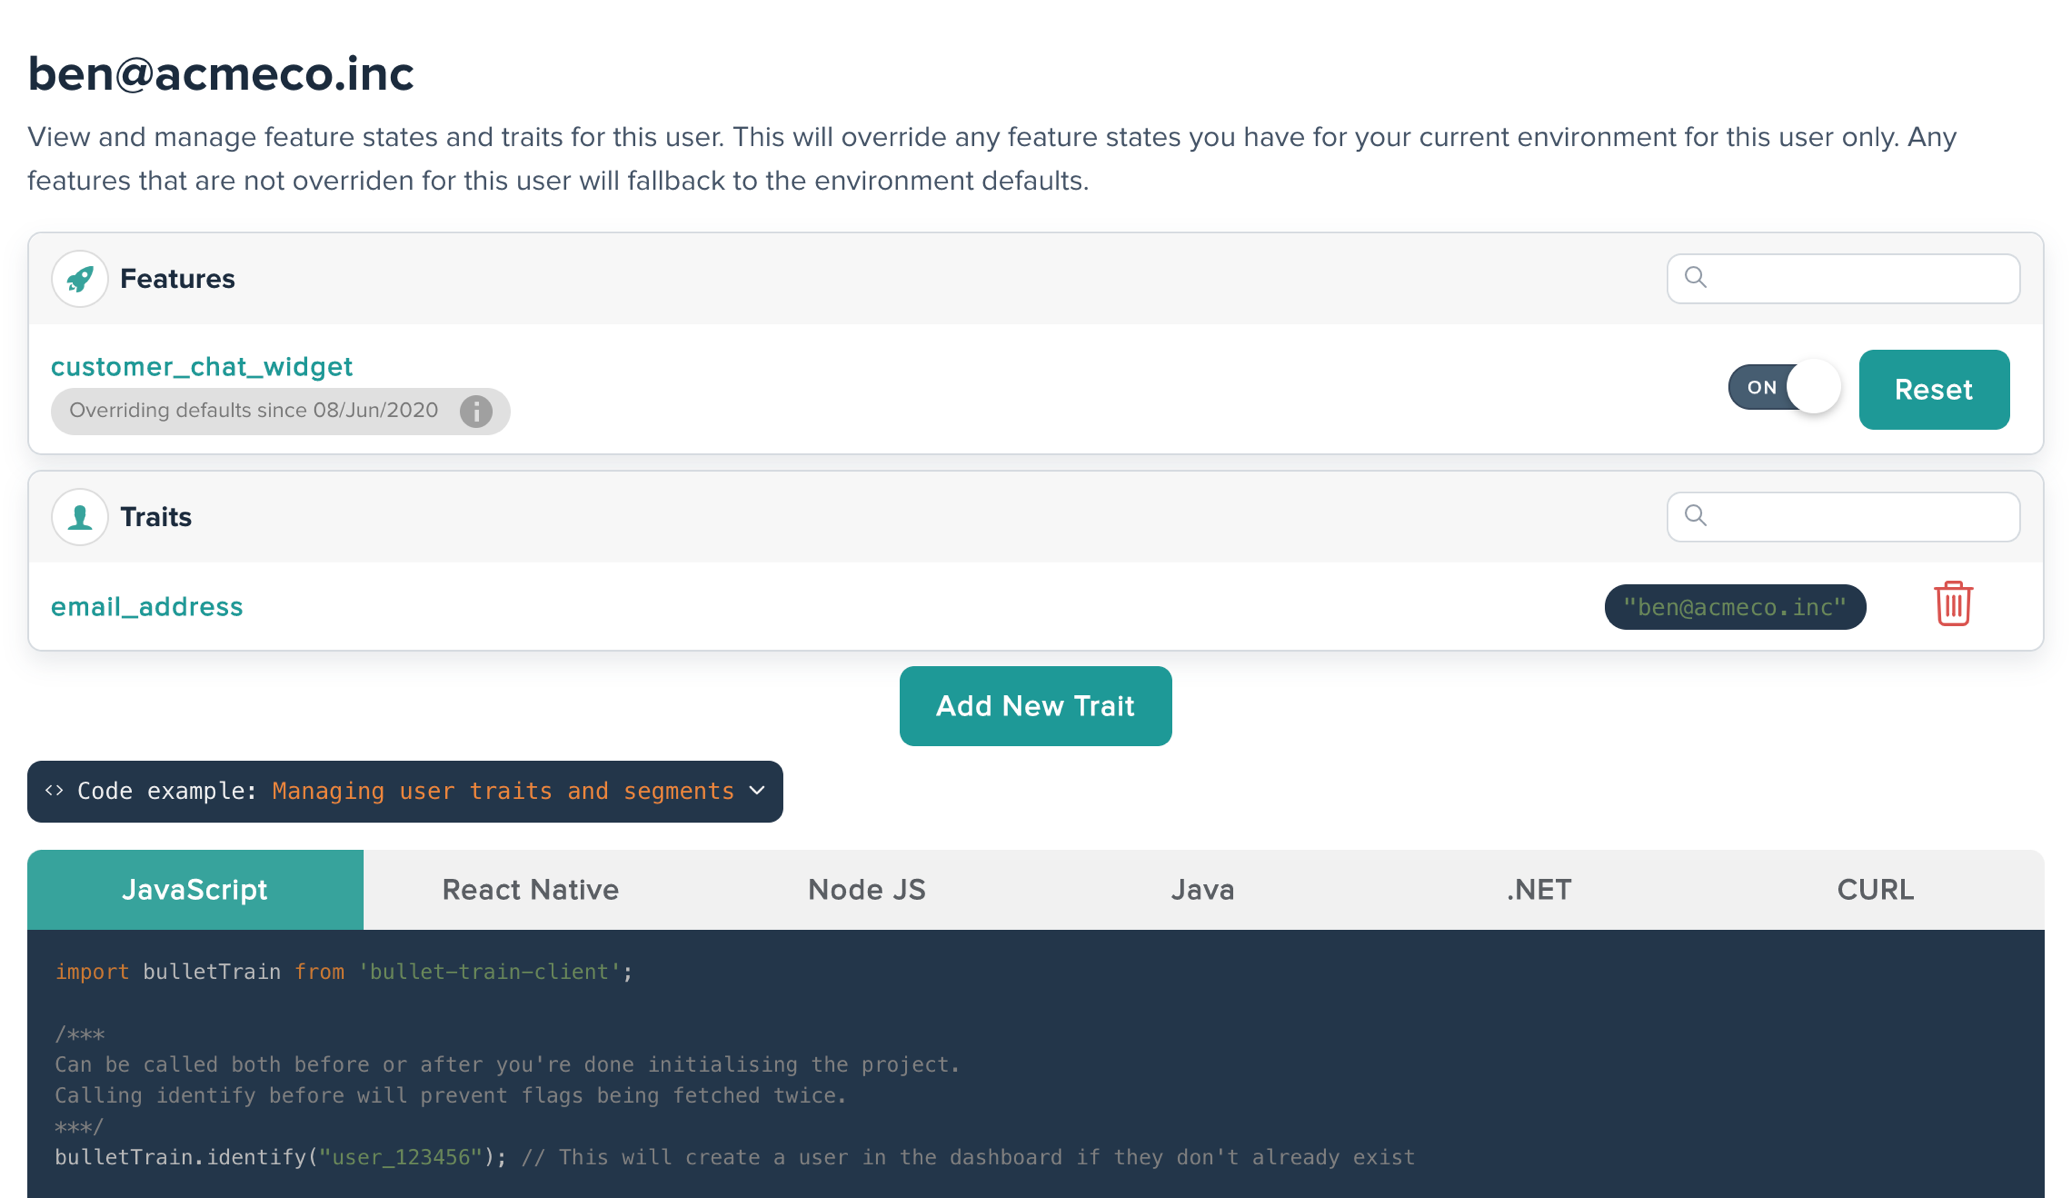 ben@acmeco.inc
View and manage feature states and traits for this user. This will override any feature states you have for your current environment for this user only. Any
features that are not overriden for this user will fallback to the environment defaults.
Features
customer_chat_widget
Overriding defaults since 08/Jun/2020
ON
Reset
Traits
email_address
"ben@acmeco.inc"
Add New Trait
<> Code example: Managing user traits and segments
JavaScript
React Native
Node JS
Java
.NET
CURL
import bulletTrain from 'bullet-train-client';
/***
Can be called both before or after you're done initialising the project.
Calling identify before will prevent flags being fetched twice.
***/
bulletTrain.identify("user_123456"); // This will create a user in the dashboard if they don't already exist